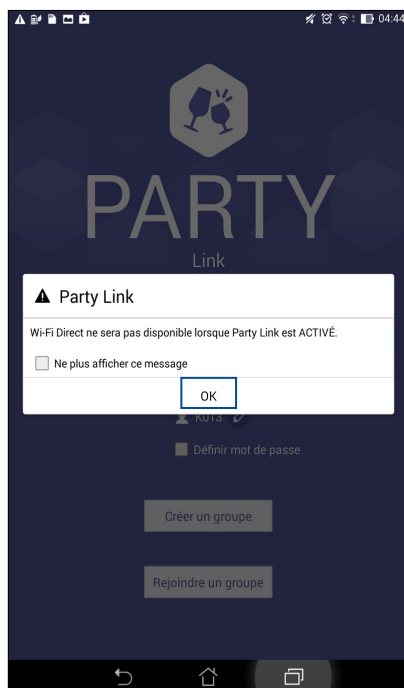 04:44
PARTY
Link
Party Link
Wi-Fi Direct ne sera pas disponible lorsque Party Link est ACTIVÉ.
Ne plus afficher ce message
OK
K013
Définir mot de passe
Créer un groupe
Rejoindre un groupe